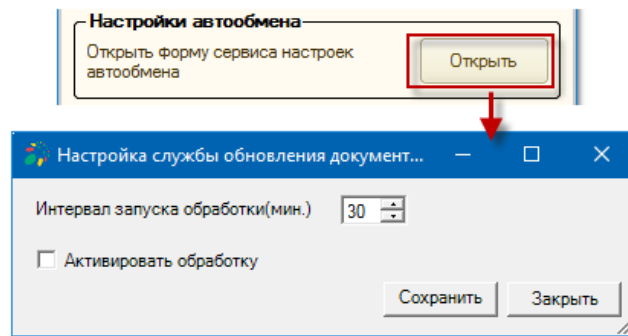 Настройки автообмена
Открыть форму сервиса настроек
автообмена
Открыть
Настройка службы обновления документ...
Интервал запуска обработки(мин.) 30
Активировать обработку
Сохранить Закрыть